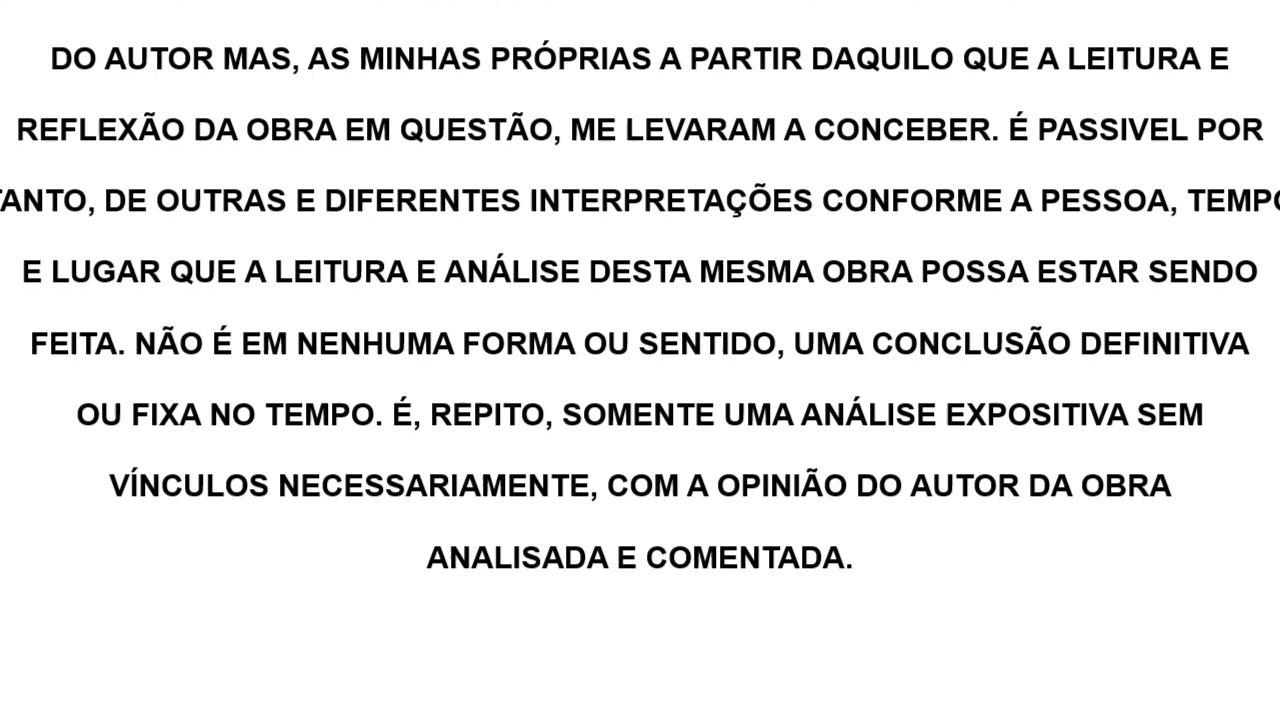 DO AUTOR MAS, AS MINHAS PRÓPRIAS A PARTIR DAQUILO QUE A LEITURA E
REFLEXÃO DA OBRA EM QUESTÃO, ME LEVARAM A CONCEBER. É PASSIVEL POR
TANTO, DE OUTRAS E DIFERENTES INTERPRETAÇÕES CONFORME A PESSOA, TEMPO
E LUGAR QUE A LEITURA E ANÁLISE DESTA MESMA OBRA POSSA ESTAR SENDO
FEITA. NÃO É EM NENHUMA FORMA OU SENTIDO, UMA CONCLUSÃO DEFINITIVA
OU FIXA NO TEMPO. É, REPITO, SOMENTE UMA ANÁLISE EXPOSITIVA SEM
VÍNCULOS NECESSARIAMENTE, COM A OPINIÃO DO AUTOR DA OBRA
ANALISADA E COMENTADA.